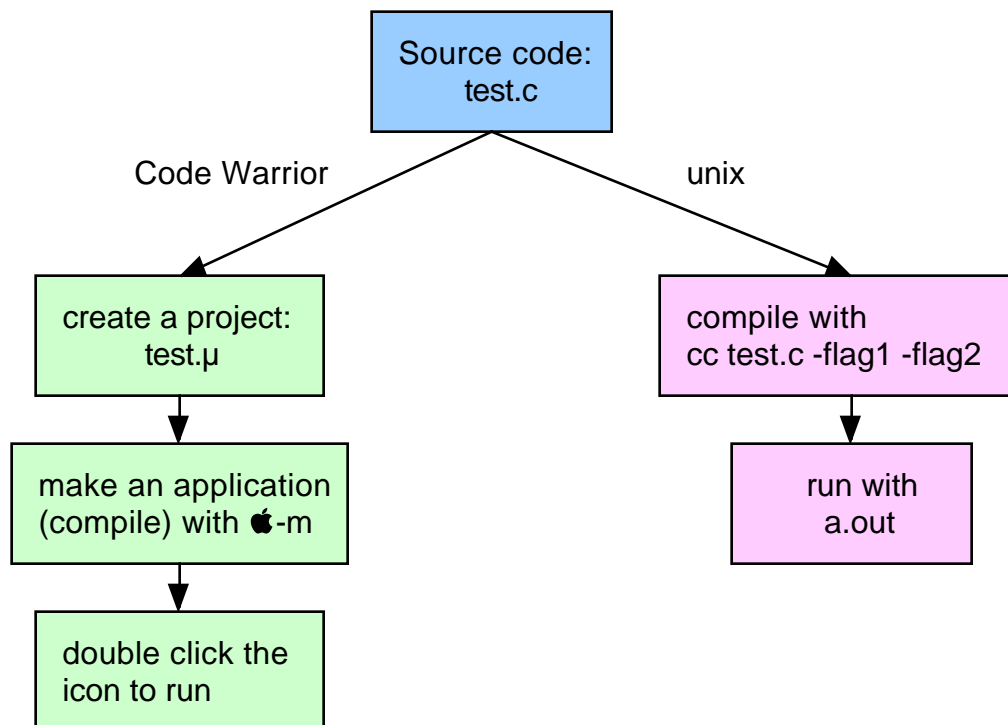 Source code:
test.c
Code Warrior
unix
create a project:
test.µ
compile with
cc test.c -flag1 -flag2
make an application
(compile) with -m
run with
a.out
double click the
icon to run